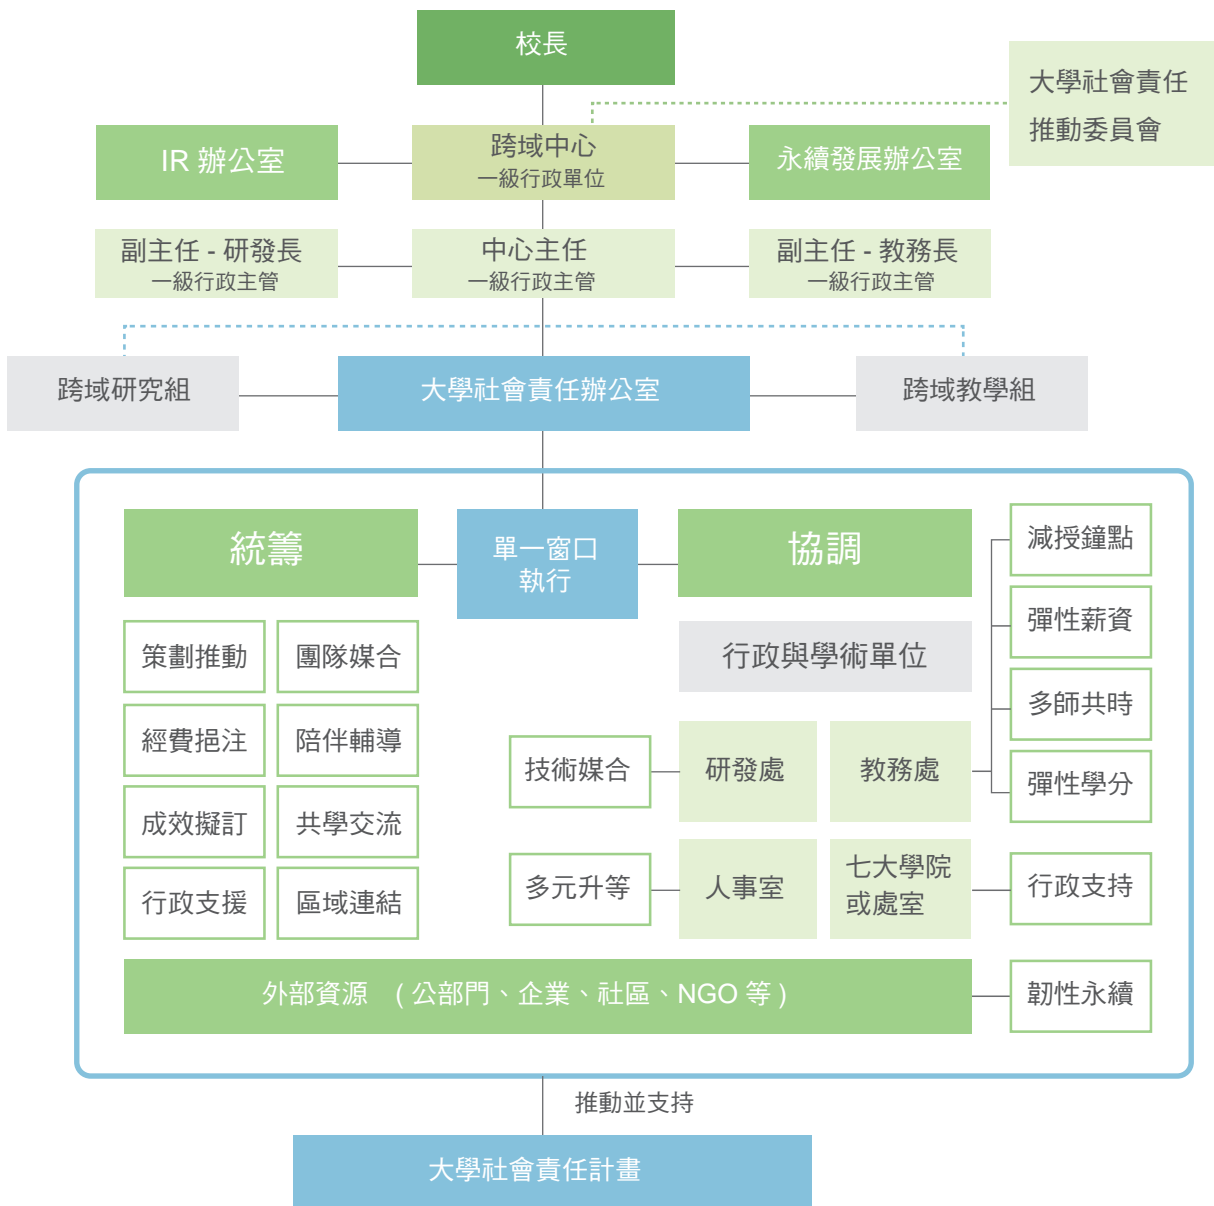 校長
大學社會責任
推動委員會
IR 辦公室
跨域中心
一級行政單位
永續發展辦公室
副主任 - 研發長
一級行政主管
中心主任
一級行政主管
副主任 - 教務長
一級行政主管
跨域研究組
大學社會責任辦公室
跨域教學組
統籌
單一窗口
執行
協調
策劃推動
團隊媒合
經費挹注
陪伴輔導
成效擬訂
共學交流
行政支援
區域連結
行政與學術單位
技術媒合
研發處
教務處
減授鐘點
彈性薪資
多師共時
彈性學分
多元升等
人事室
七大學院
或處室
行政支持
外部資源 ( 公部門、企業、社區、NGO 等 )
韌性永續
推動並支持
大學社會責任計畫